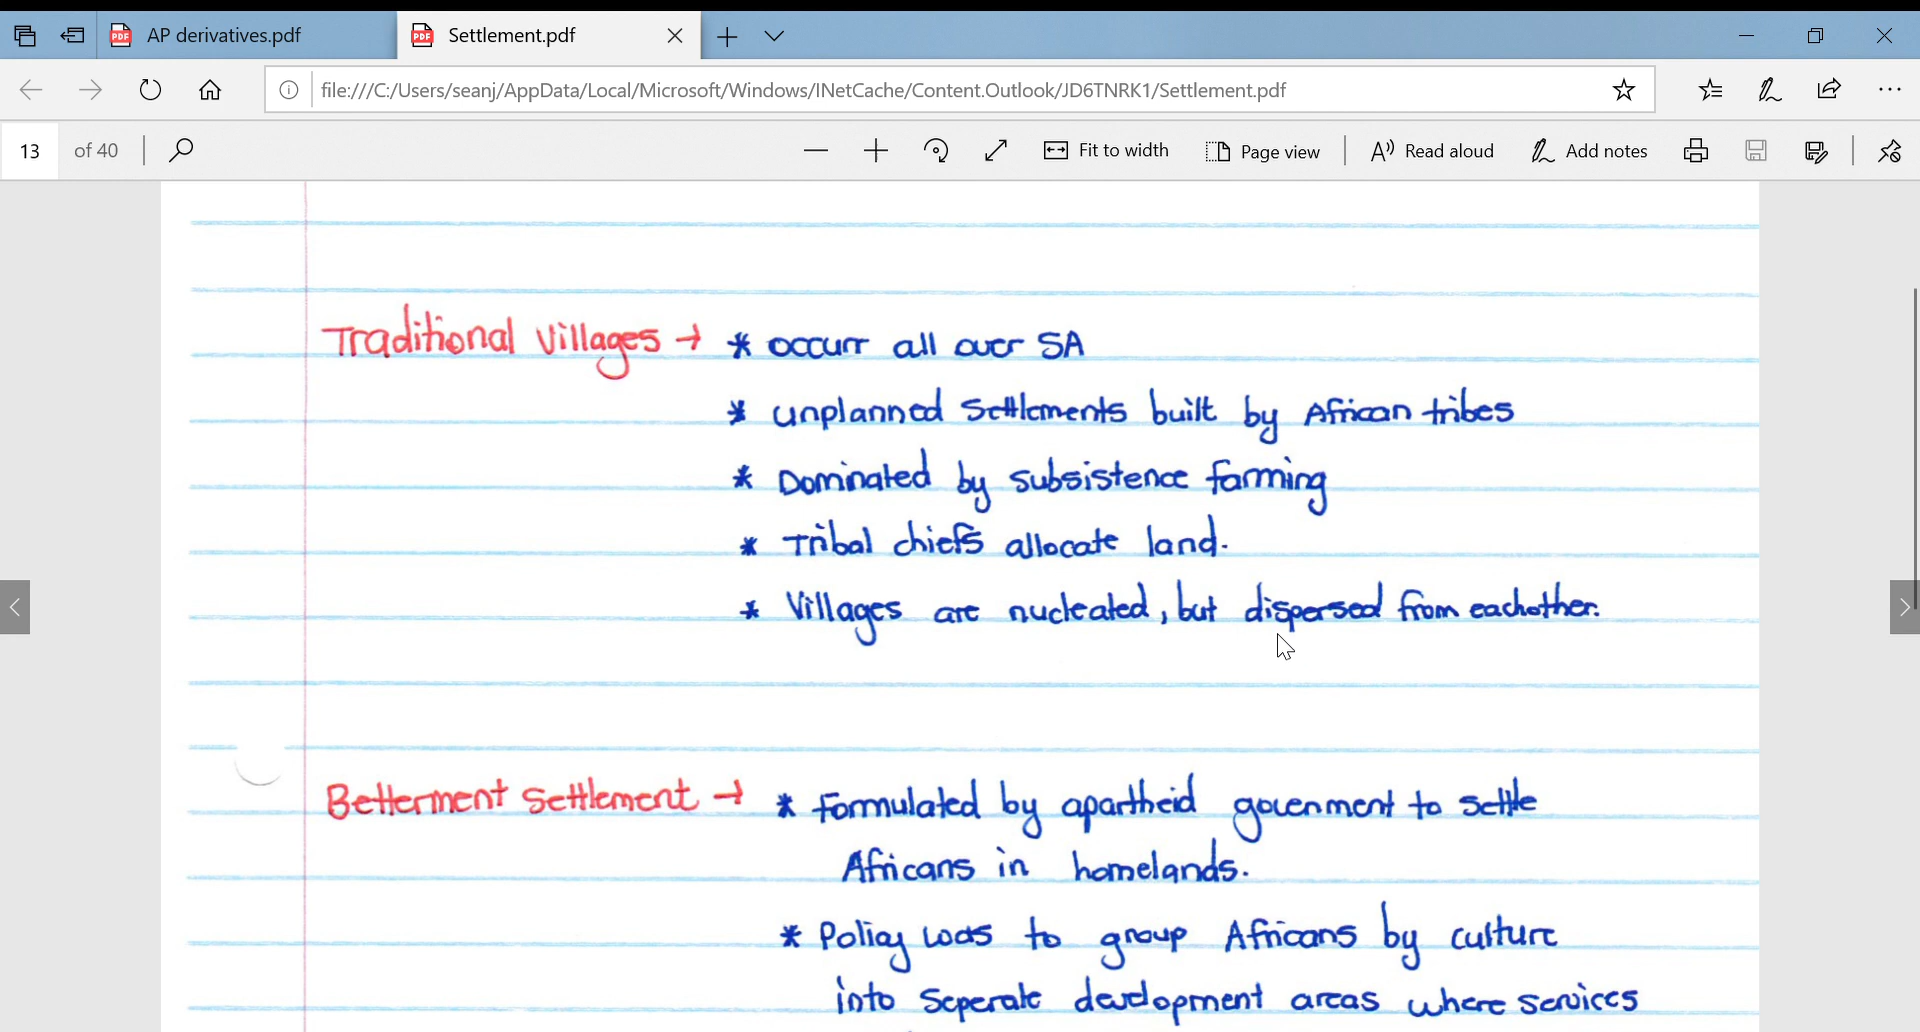 AP derivatives.pdf
Settlement.pdf
file:///C:/Users/seanj/AppData/Local/Microsoft/Windows/INetCache/Content.Outlook/JD6TNRK1/Settlement.pdf
13 of 40
Fit to width
Page view
Read aloud
Add notes
Traditional Villages → * occurr all over SA
* unplanned settlements built by African tribes
* Dominated by subsistence farming
* Tribal chiefs allocate land.
* Villages are nucleated, but dispersed from eachother.
Betterment settlement → * Formulated by apartheid govenment to settle
Africans in homelands.
* Policy was to group Africans by culture
into seperate development areas where services